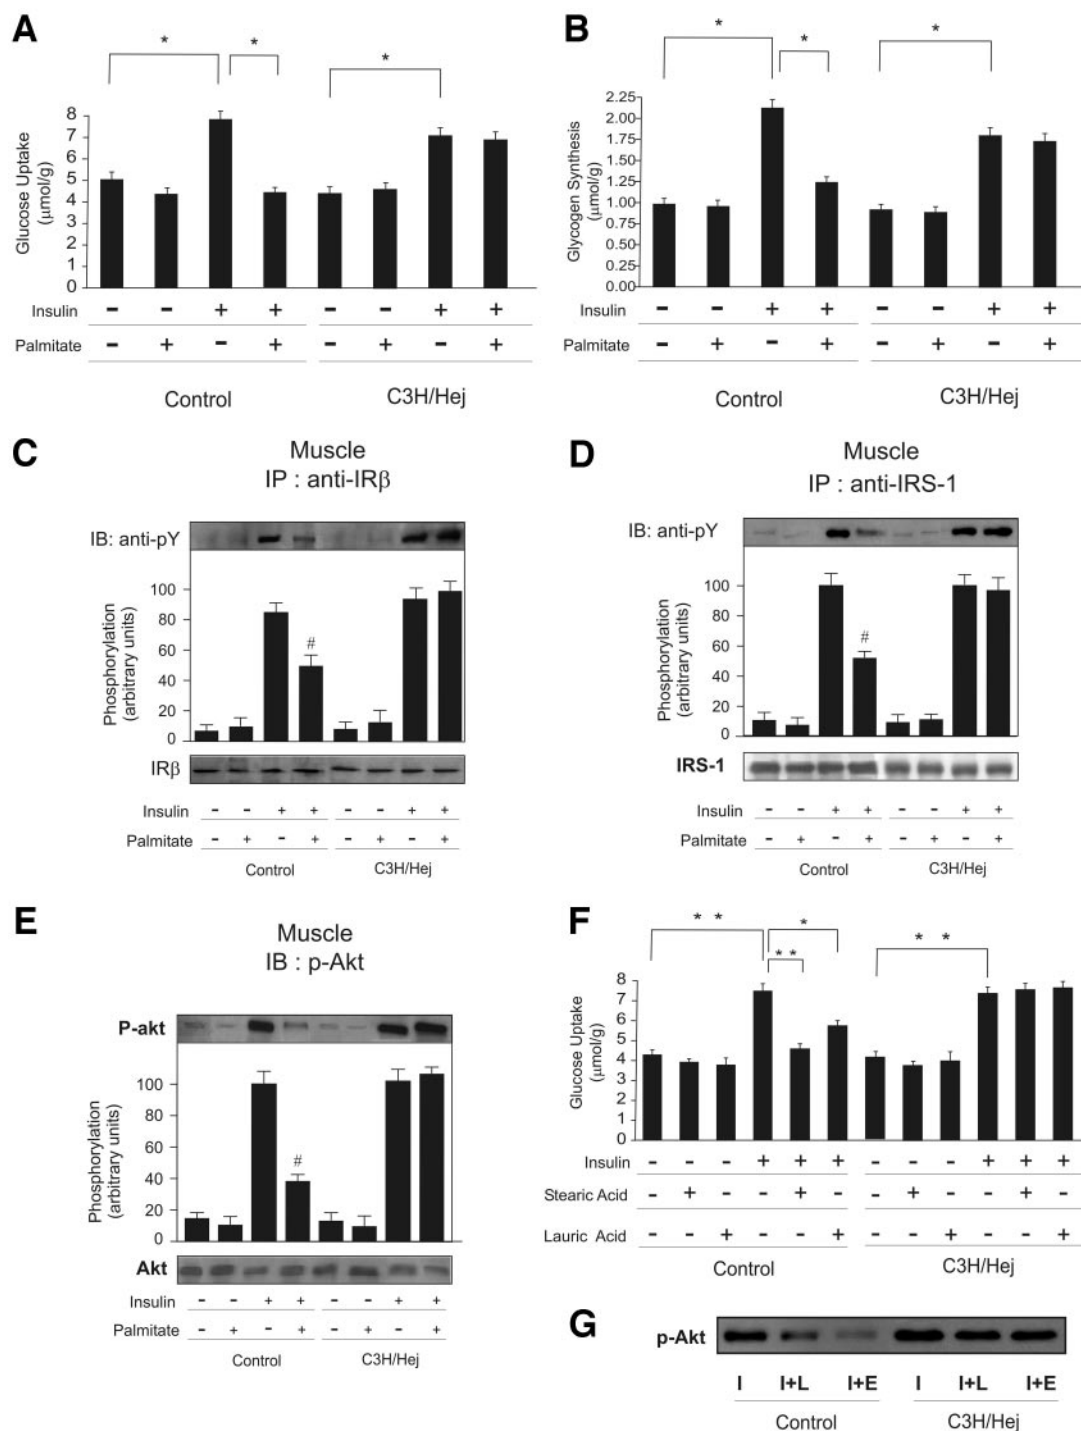 A
* * *
Glucose Uptake
(μmol/g)
8
7
6
5
4
3
2
1
0
Insulin - - + + - - + +
Palmitate - + - + - + - +
Control C3H/Hej
B
* * *
Glycogen Synthesis
(μmol/g)
2.25
2.00
1.75
1.50
1.25
1.00
0.75
0.50
0.25
0.00
Insulin - - + + - - + +
Palmitate - + - + - + - +
Control C3H/Hej
C
Muscle
IP : anti-IRβ
IB: anti-pY
Phosphorylation
(arbitrary units)
100
80
60
40
20
0
#
IRβ
Insulin - - + + - - + +
Palmitate - + - + - + - +
Control C3H/Hej
D
Muscle
IP : anti-IRS-1
IB: anti-pY
Phosphorylation
(arbitrary units)
100
80
60
40
20
0
#
IRS-1
Insulin - - + + - - + +
Palmitate - + - + - + - +
Control C3H/Hej
E
Muscle
IB : p-Akt
P-akt
Phosphorylation
(arbitrary units)
100
80
60
40
20
0
#
Akt
Insulin - - + + - - + +
Palmitate - + - + - + - +
Control C3H/Hej
F
* * * * * * *
Glucose Uptake
(μmol/g)
8
7
6
5
4
3
2
1
0
Insulin - - - + + + - - - + + +
Stearic Acid - + - - + - - + - - + -
Lauric Acid - - + - - + - - + - - +
Control C3H/Hej
G
p-Akt
I I+L I+E I I+L I+E
Control C3H/Hej